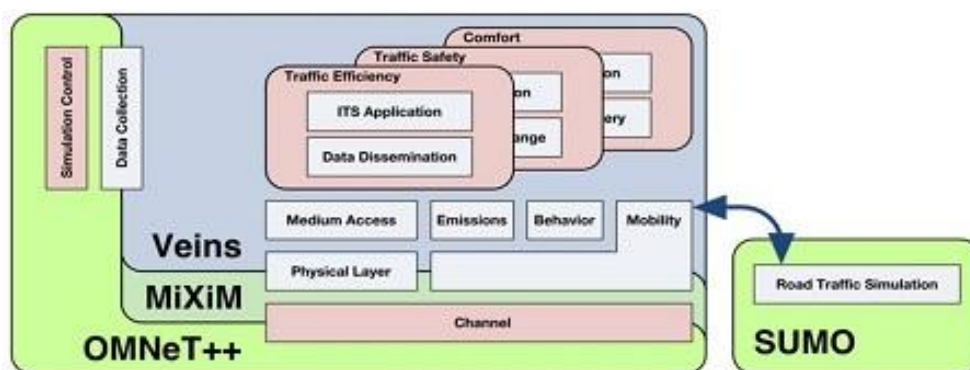 Comfort
Traffic Safety
Traffic Efficiency
on
on
ITS Application
ange
ery
Data Dissemination
Simulation Control
Data Collection
Medium Access
Emissions
Behavior
Mobility
Veins
Physical Layer
MiXiM
Channel
OMNeT++
Road Traffic Simulation
SUMO